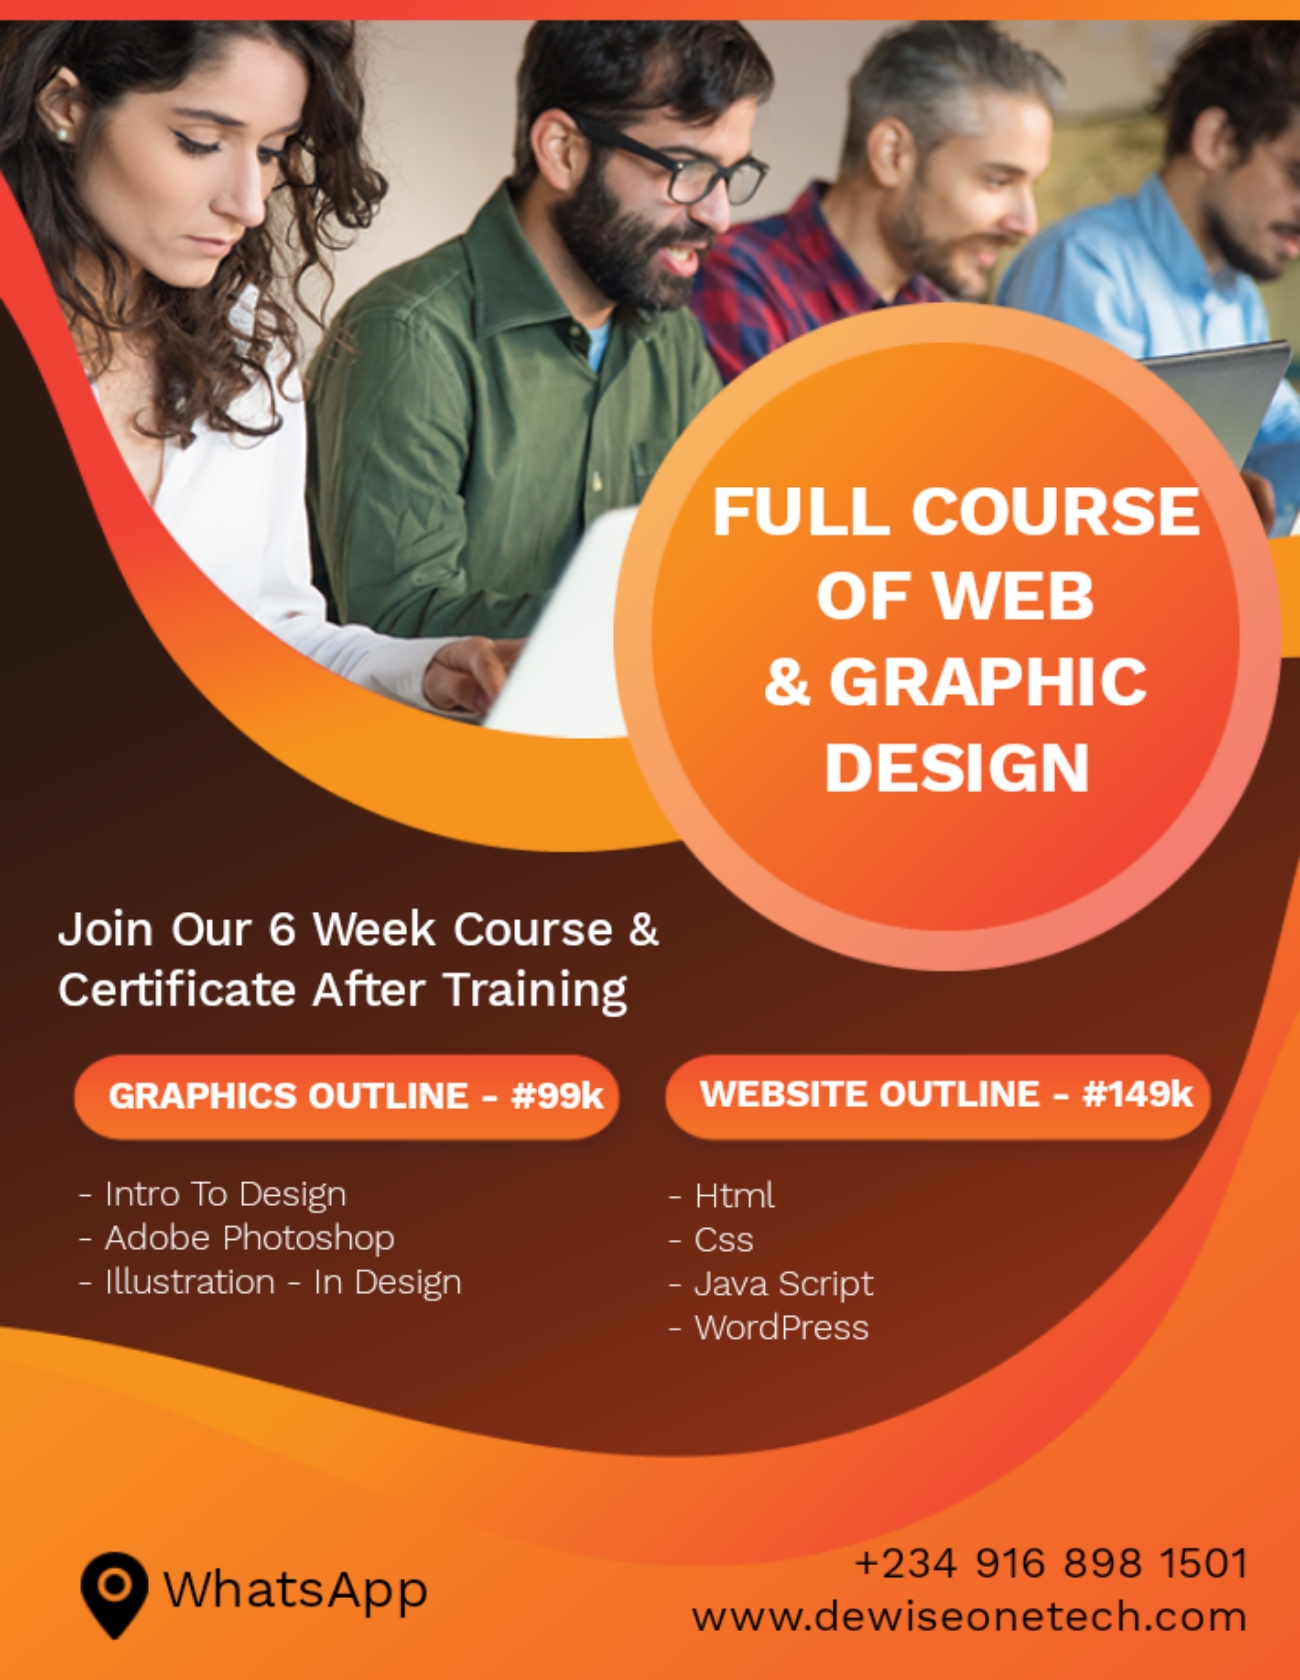 FULL COURSE
OF WEB
& GRAPHIC
DESIGN
Join Our 6 Week Course &
Certificate After Training
GRAPHICS OUTLINE - #99k
- Intro To Design
- Adobe Photoshop
- Illustration - In Design
WEBSITE OUTLINE - #149k
- Html
- Css
- Java Script
- WordPress
WhatsApp
+234 916 898 1501
www.dewiseonetech.com